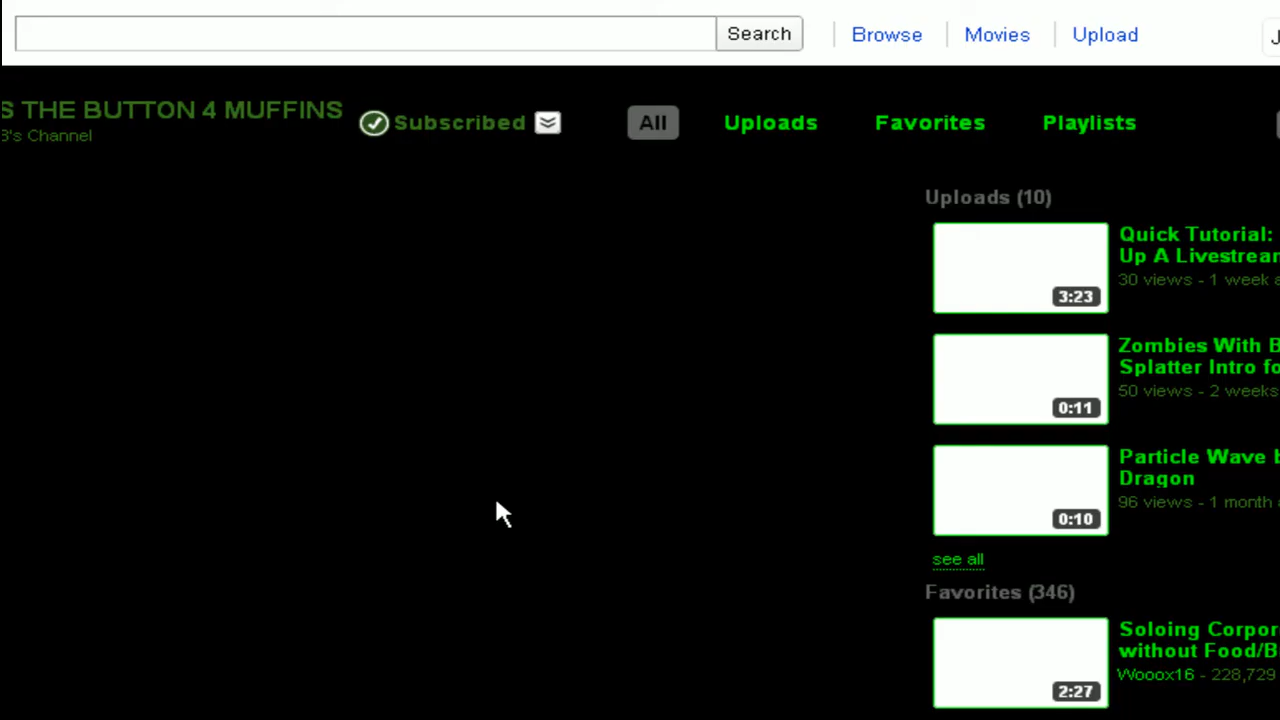 Search Browse Movies Upload J
S THE BUTTON 4 MUFFINS
3's Channel
Subscribed All Uploads Favorites Playlists
Uploads (10)
3:23
Quick Tutorial:
Up A Livestrear
30 views - 1 week a
0:11
Zombies With B
Splatter Intro fo
50 views - 2 weeks
0:10
Particle Wave b
Dragon
96 views - 1 month
see all
Favorites (346)
2:27
Soloing Corpor
without Food/B
Wooox16 - 228,729